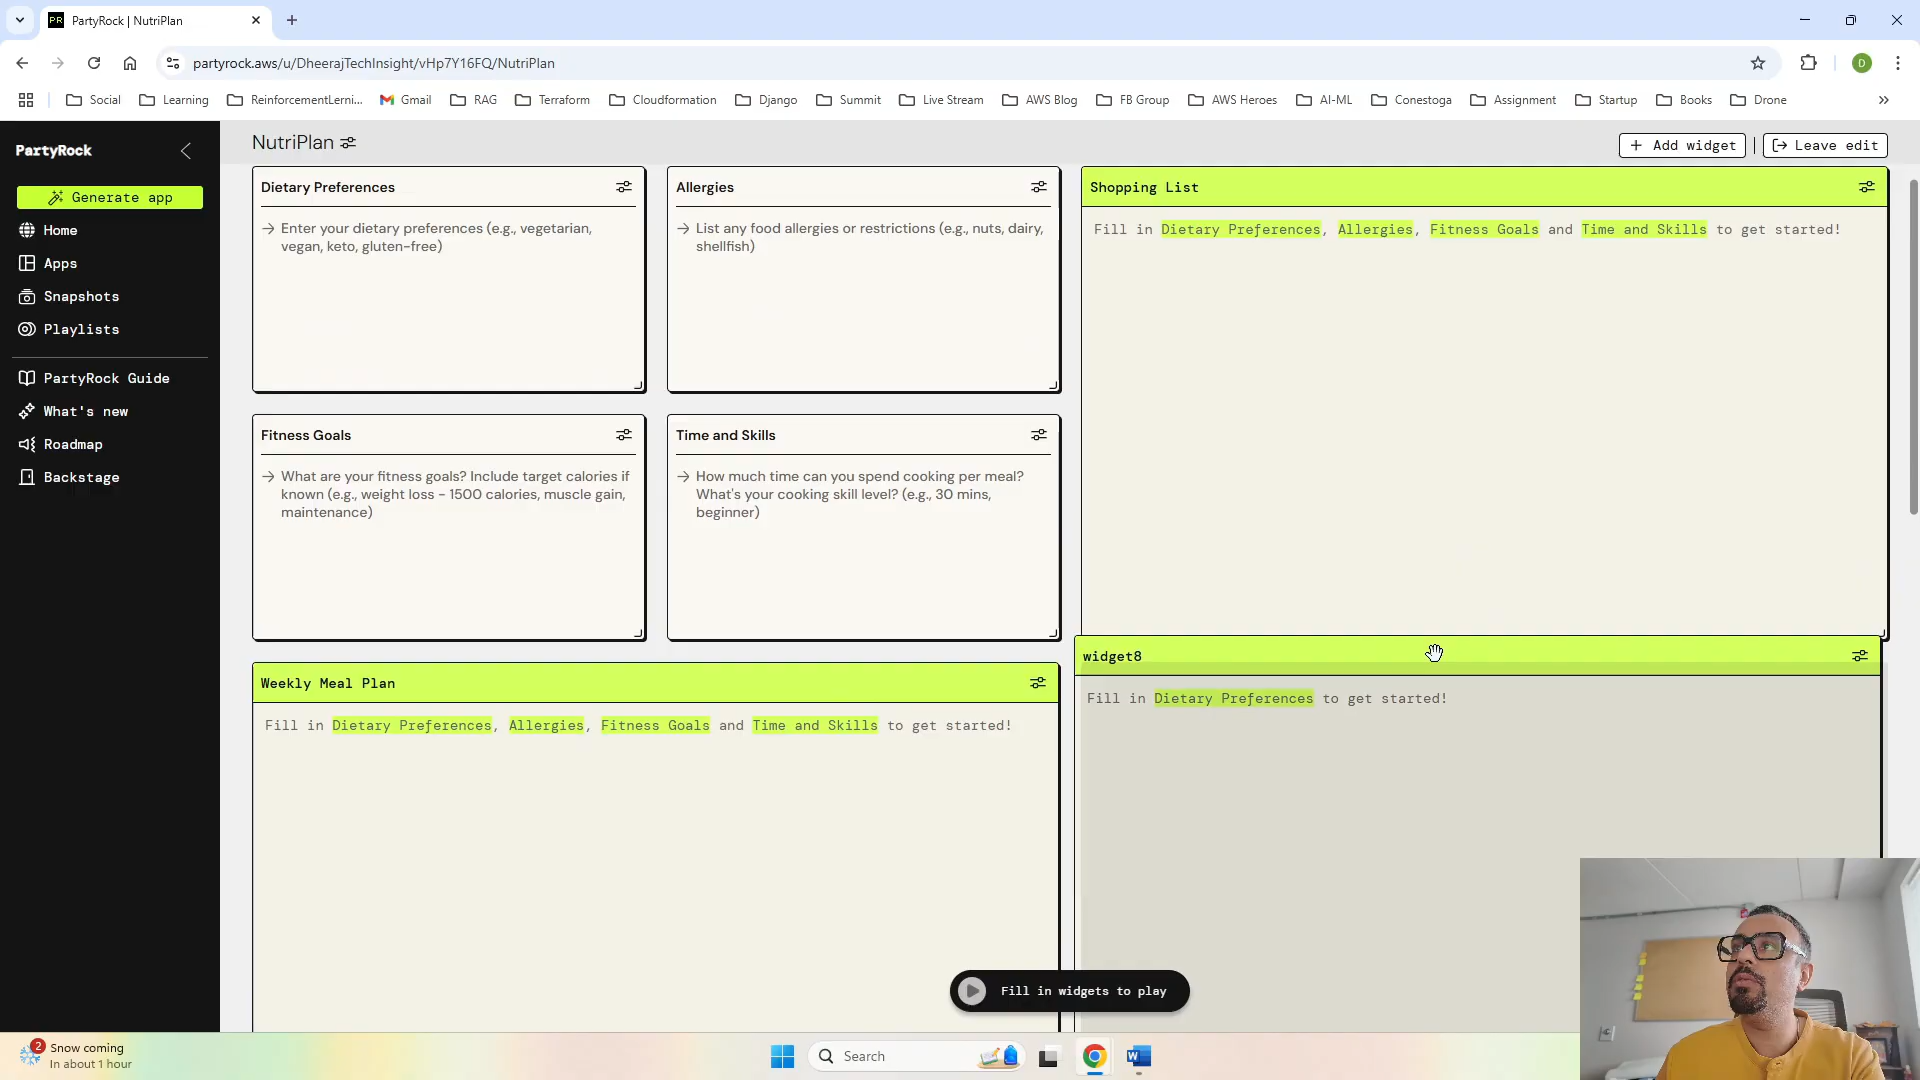 PartyRock | NutriPlan
partyrock.aws/u/DheerajTechInsight/vHp7Y16FQ/NutriPlan
D
Social
Learning
ReinforcementLerni...
Gmail
RAG
Terraform
Cloudformation
Django
Summit
Live Stream
AWS Blog
FB Group
AWS Heroes
AI-ML
Conestoga
Assignment
Startup
Books
Drone
PartyRock
Generate app
Home
Apps
Snapshots
Playlists
PartyRock Guide
What's new
Roadmap
Backstage
NutriPlan
Add widget
Leave edit
Dietary Preferences
Enter your dietary preferences (e.g., vegetarian,
vegan, keto, gluten-free)
Allergies
List any food allergies or restrictions (e.g., nuts, dairy,
shellfish)
Shopping List
Fill in Dietary Preferences, Allergies, Fitness Goals and Time and Skills to get started!
Fitness Goals
What are your fitness goals? Include target calories if
known (e.g., weight loss - 1500 calories, muscle gain,
maintenance)
Time and Skills
How much time can you spend cooking per meal?
What's your cooking skill level? (e.g., 30 mins,
beginner)
Weekly Meal Plan
Fill in Dietary Preferences, Allergies, Fitness Goals and Time and Skills to get started!
widget8
Fill in Dietary Preferences to get started!
Fill in widgets to play
2
Snow coming
In about 1 hour
Search